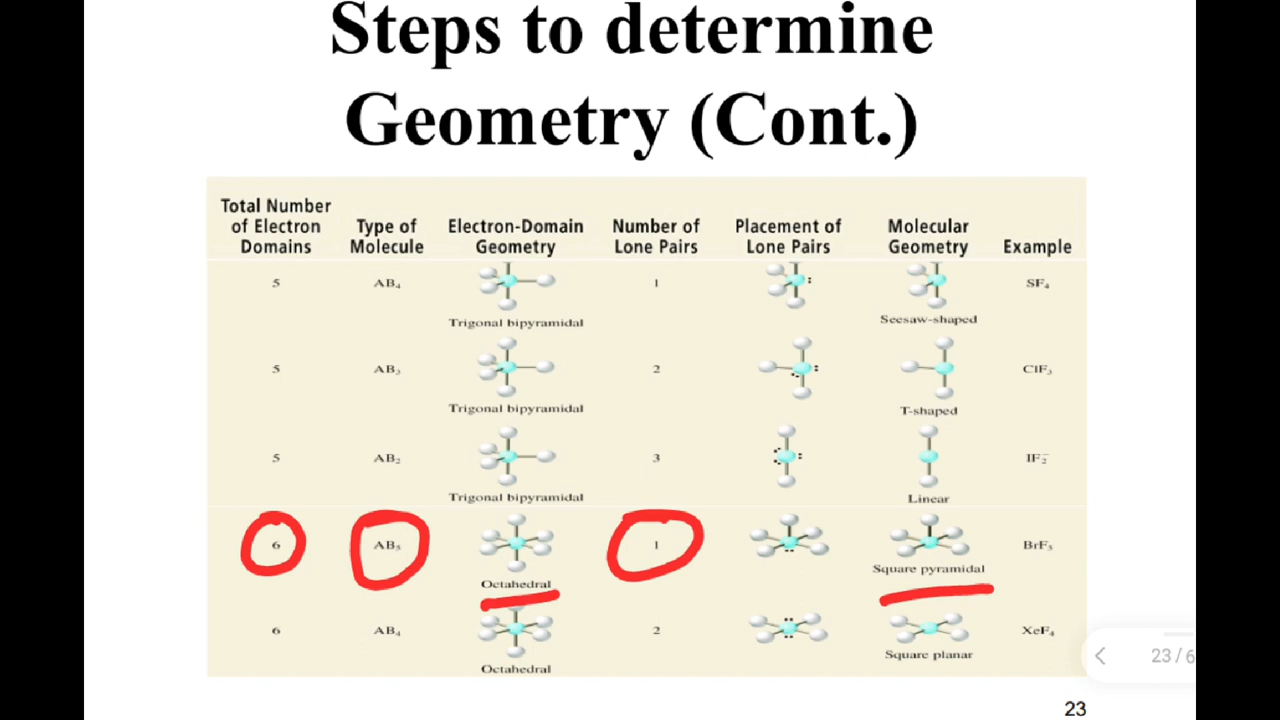 Steps to determine
Geometry (Cont.)
Total Number of Electron Domains Type of Molecule Electron-Domain Geometry Number of Lone Pairs Placement of Lone Pairs Molecular Geometry Example
5 AB₄ 1 SF₄
Trigonal bipyramidal Seesaw-shaped
5 AB₃ 2 ClF₃
Trigonal bipyramidal T-shaped
5 AB₂ 3 IF₂⁻
Trigonal bipyramidal Linear
6 AB₅ 1 BrF₅
Octahedral Square pyramidal
6 AB₄ 2 XeF₄
Octahedral Square planar
23 / 6
23